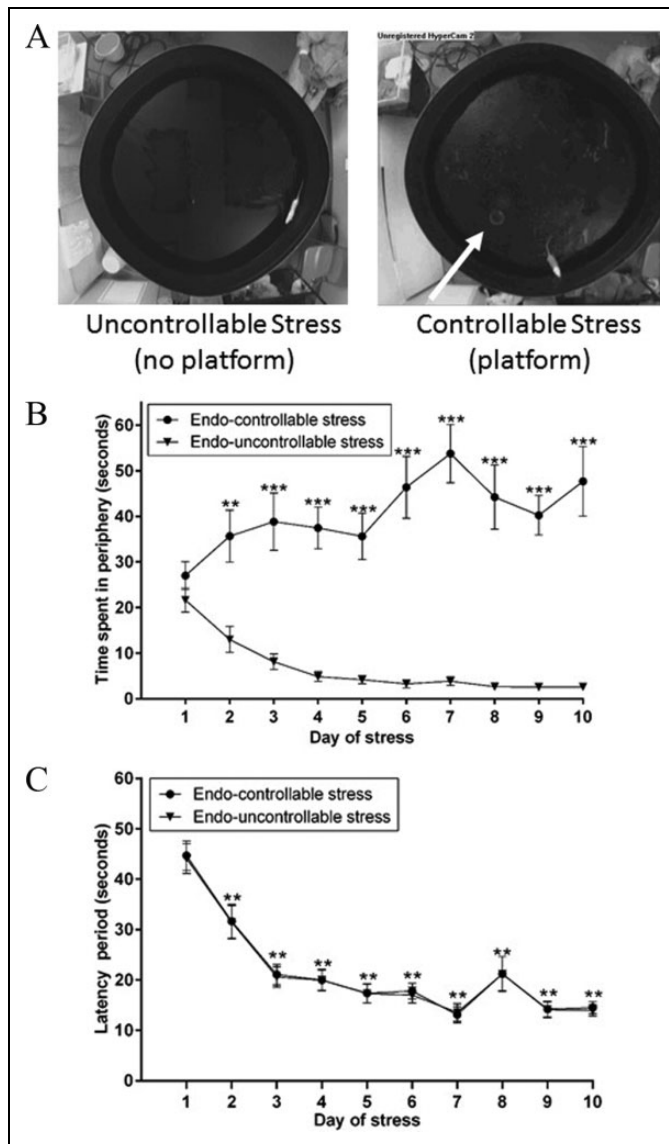 A
Unregistered HyperCam 2
Uncontrollable Stress
(no platform)
Controllable Stress
(platform)
B
Endo-controllable stress
Endo-uncontrollable stress
Time spent in periphery (seconds)
60
50
40
30
20
10
0
** *** *** *** *** *** *** *** ***
1 2 3 4 5 6 7 8 9 10
Day of stress
C
Endo-controllable stress
Endo-uncontrollable stress
Latency period (seconds)
60
50
40
30
20
10
0
** ** ** ** ** ** ** ** **
1 2 3 4 5 6 7 8 9 10
Day of stress